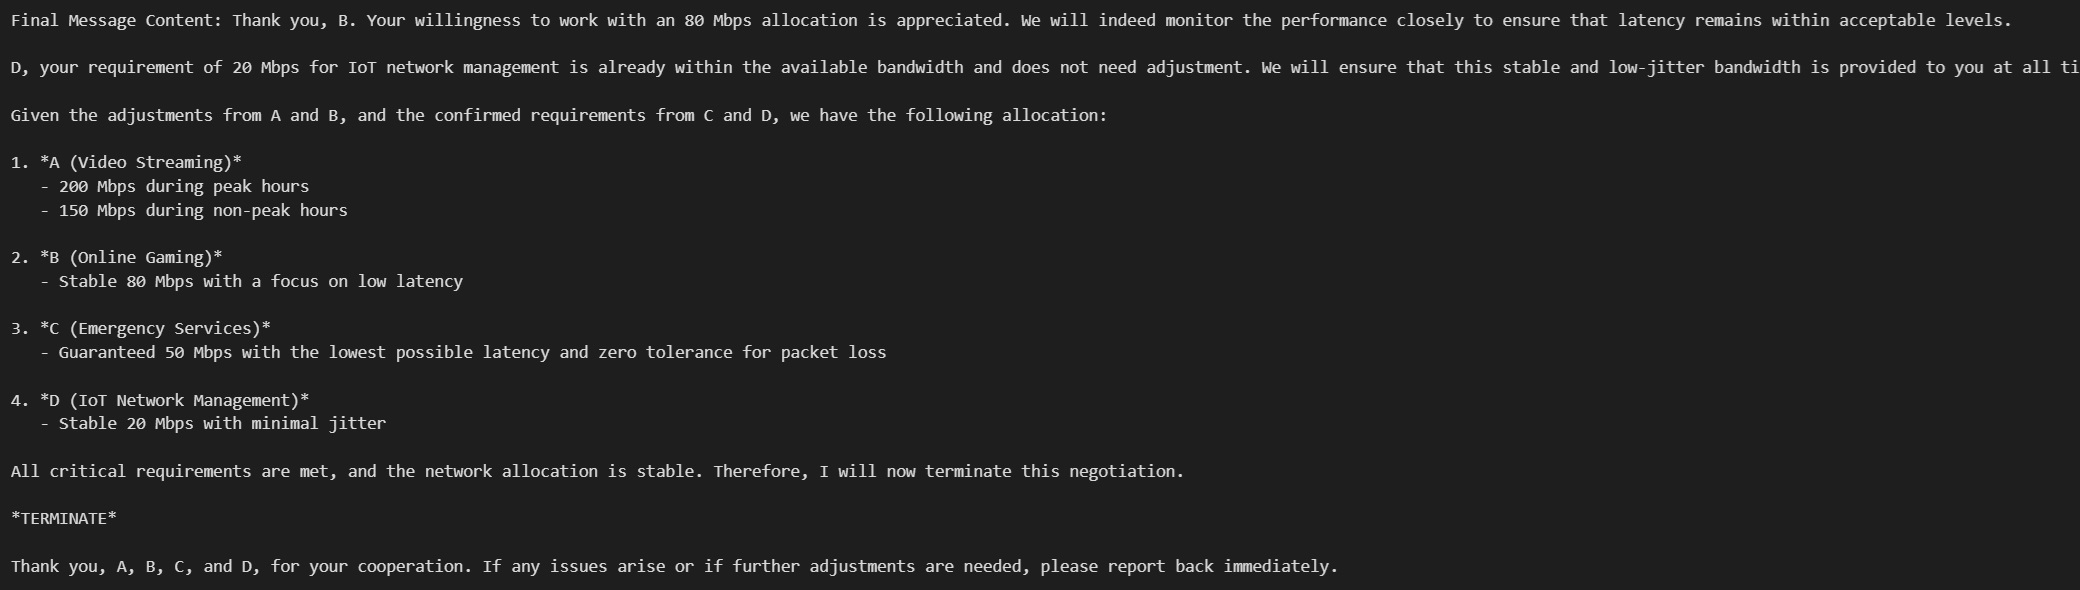 Final Message Content: Thank you, B. Your willingness to work with an 80 Mbps allocation is appreciated. We will indeed monitor the performance closely to ensure that latency remains within acceptable levels.
D, your requirement of 20 Mbps for IoT network management is already within the available bandwidth and does not need adjustment. We will ensure that this stable and low-jitter bandwidth is provided to you at all ti
Given the adjustments from A and B, and the confirmed requirements from C and D, we have the following allocation:
1. *A (Video Streaming)*
- 200 Mbps during peak hours
- 150 Mbps during non-peak hours
2. *B (Online Gaming)*
- Stable 80 Mbps with a focus on low latency
3. *C (Emergency Services)*
- Guaranteed 50 Mbps with the lowest possible latency and zero tolerance for packet loss
4. *D (IoT Network Management)*
- Stable 20 Mbps with minimal jitter
All critical requirements are met, and the network allocation is stable. Therefore, I will now terminate this negotiation.
*TERMINATE*
Thank you, A, B, C, and D, for your cooperation. If any issues arise or if further adjustments are needed, please report back immediately.